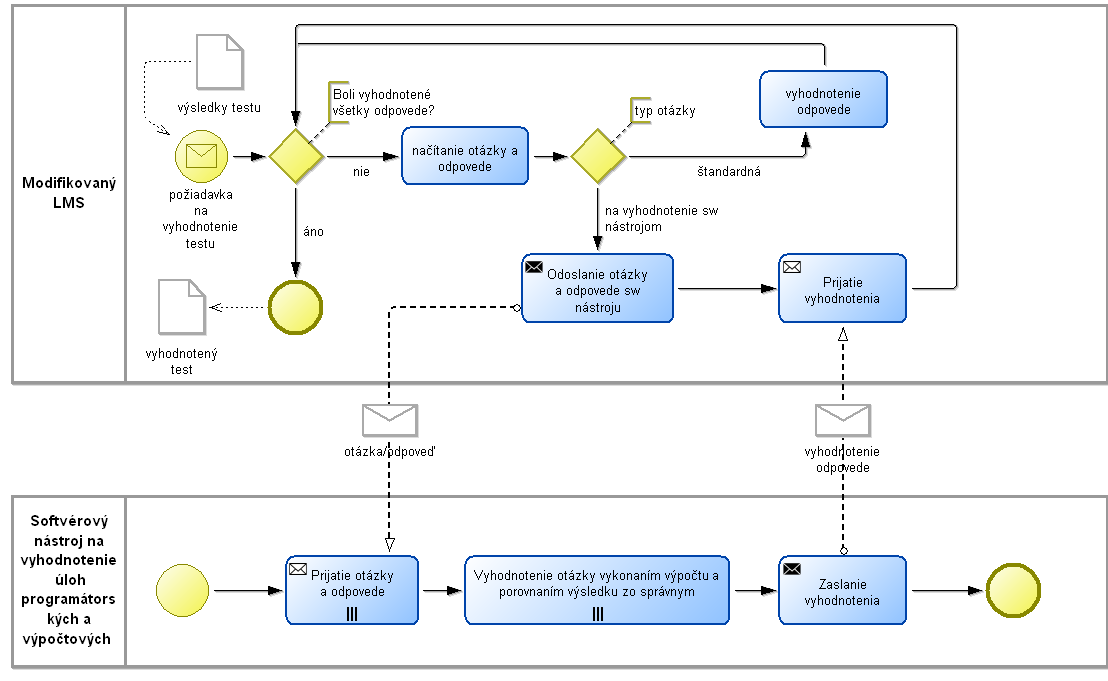 Modifikovaný
LMS
výsledky testu
požiadavka
na
vyhodnotenie
testu
Boli vyhodnotené
všetky odpovede?
nie
áno
načítanie otázky a
odpovede
typ otázky
štandardná
vyhodnotenie
odpovede
na vyhodnotenie sw
nástrojom
Odoslanie otázky
a odpovede sw
nástroju
Prijatie
vyhodnotenia
vyhodnotený
test
otázka/odpoveď
vyhodnotenie
odpovede
Softvérový
nástroj na
vyhodnotenie
úloh
programátors
kých a
výpočtových
Prijatie otázky
a odpovede
Vyhodnotenie otázky vykonaním výpočtu a
porovnaním výsledku zo správnym
Zaslanie
vyhodnotenia